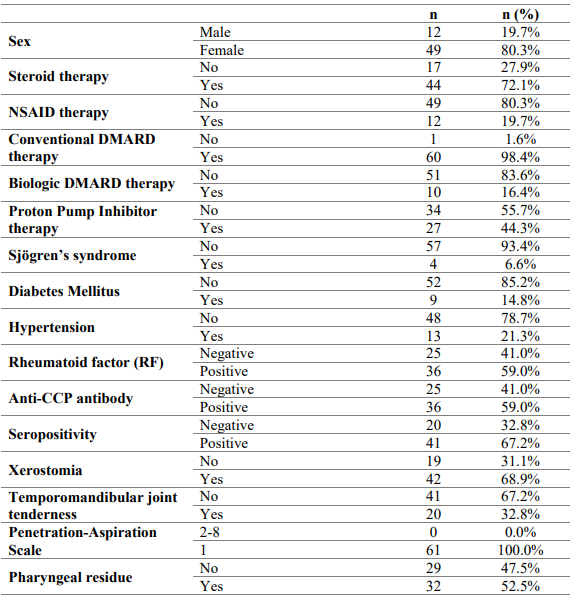 n n (%)
Sex Male 12 19.7%
Female 49 80.3%
Steroid therapy No 17 27.9%
Yes 44 72.1%
NSAID therapy No 49 80.3%
Yes 12 19.7%
Conventional DMARD No 1 1.6%
therapy Yes 60 98.4%
Biologic DMARD therapy No 51 83.6%
Yes 10 16.4%
Proton Pump Inhibitor No 34 55.7%
therapy Yes 27 44.3%
Sjögren’s syndrome No 57 93.4%
Yes 4 6.6%
Diabetes Mellitus No 52 85.2%
Yes 9 14.8%
Hypertension No 48 78.7%
Yes 13 21.3%
Rheumatoid factor (RF) Negative 25 41.0%
Positive 36 59.0%
Anti-CCP antibody Negative 25 41.0%
Positive 36 59.0%
Seropositivity Negative 20 32.8%
Positive 41 67.2%
Xerostomia No 19 31.1%
Yes 42 68.9%
Temporomandibular joint No 41 67.2%
tenderness Yes 20 32.8%
Penetration-Aspiration 2-8 0 0.0%
Scale 1 61 100.0%
Pharyngeal residue No 29 47.5%
Yes 32 52.5%